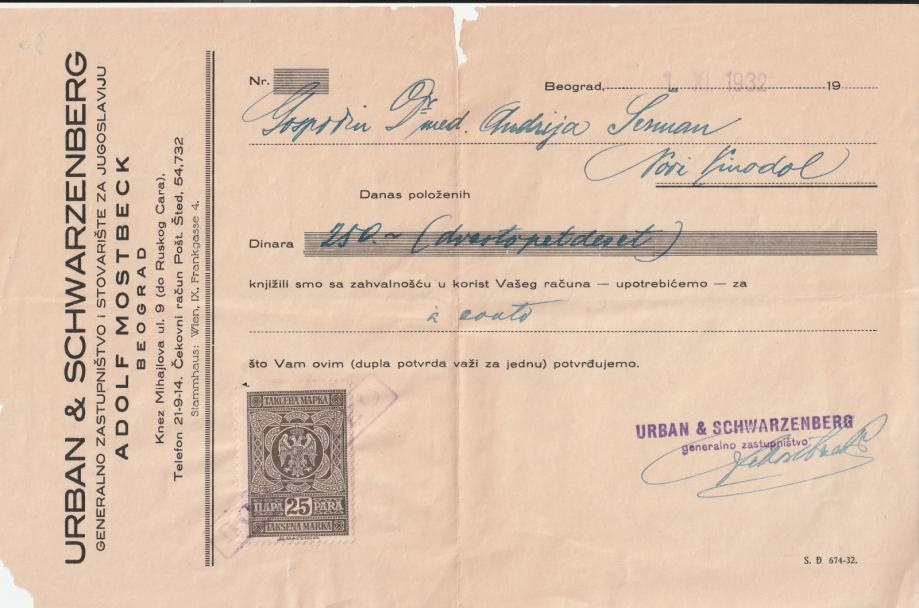 URBAN & SCHWARZENBERG
GENERALNO ZASTUPNIŠTVO i STOVARIŠTE ZA JUGOSLAVIJU
ADOLF MOSTBECK
BEOGRAD
Knez Mihajlova ul. 9 (do Ruskog Cara).
Telefon 21-9-14. Čekovni račun Pošt. Šted. 54.732
Stammhaus: Wien, IX., Frankgasse 4.
Nr.
Beograd, 1 XI. 1932 19
Gospodin Dr med. Andrija Serman
Novi
Danas položenih
Dinara 250.- (dvestopetdeset)
knjižili smo sa zahvalnošću u korist Vašeg računa — upotrebićemo — za
à conto
što Vam ovim (dupla potvrda važi za jednu) potvrđujemo.
ТАКСЕНА МАРКА
ПАРА 25 PARA
TAKSENA MARKA
URBAN & SCHWARZENBERG
generalno zastupništvo
S. Đ. 674-32.